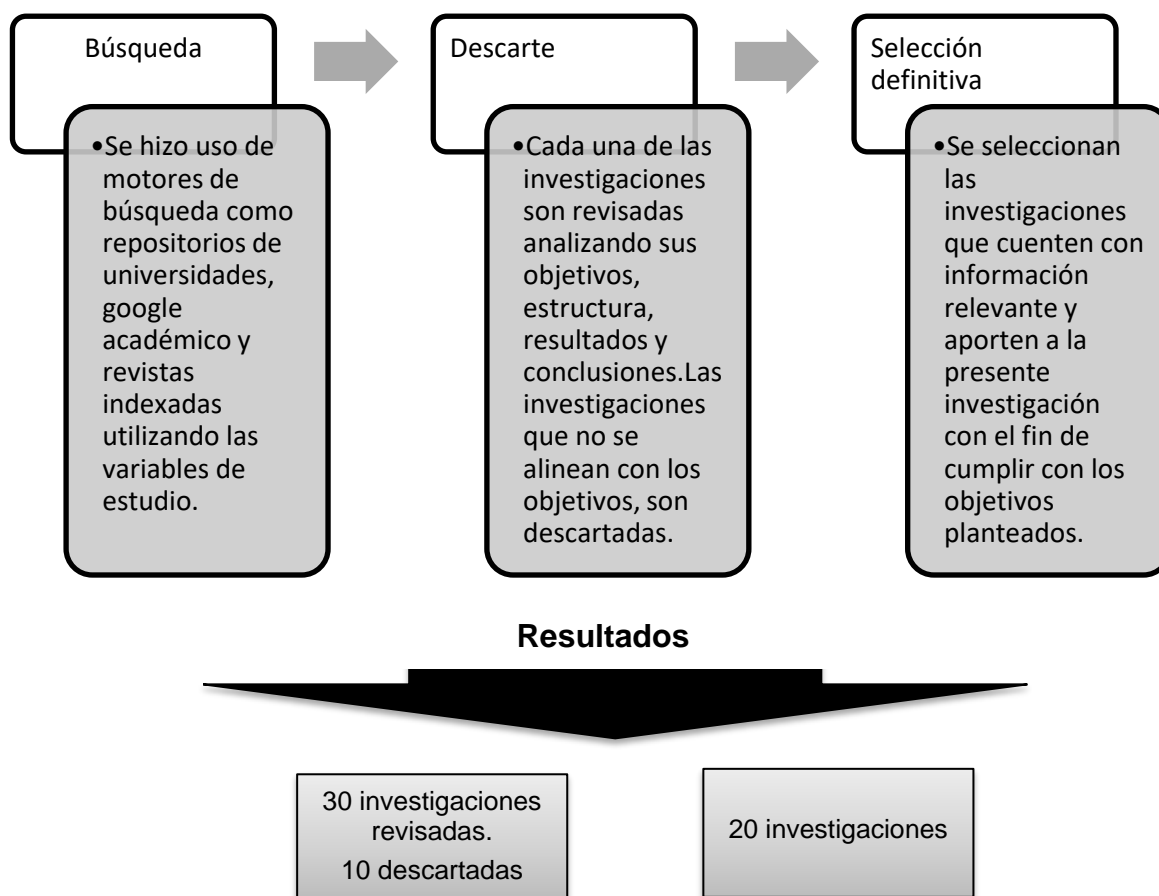 Búsqueda
•Se hizo uso de
motores de
búsqueda como
repositorios de
universidades,
google
académico y
revistas
indexadas
utilizando las
variables de
estudio.
Descarte
•Cada una de las
investigaciones
son revisadas
analizando sus
objetivos,
estructura,
resultados y
conclusiones.Las
investigaciones
que no se
alinean con los
objetivos, son
descartadas.
Selección
definitiva
•Se seleccionan
las
investigaciones
que cuenten con
información
relevante y
aporten a la
presente
investigación
con el fin de
cumplir con los
objetivos
planteados.
Resultados
30 investigaciones
revisadas.
10 descartadas
20 investigaciones